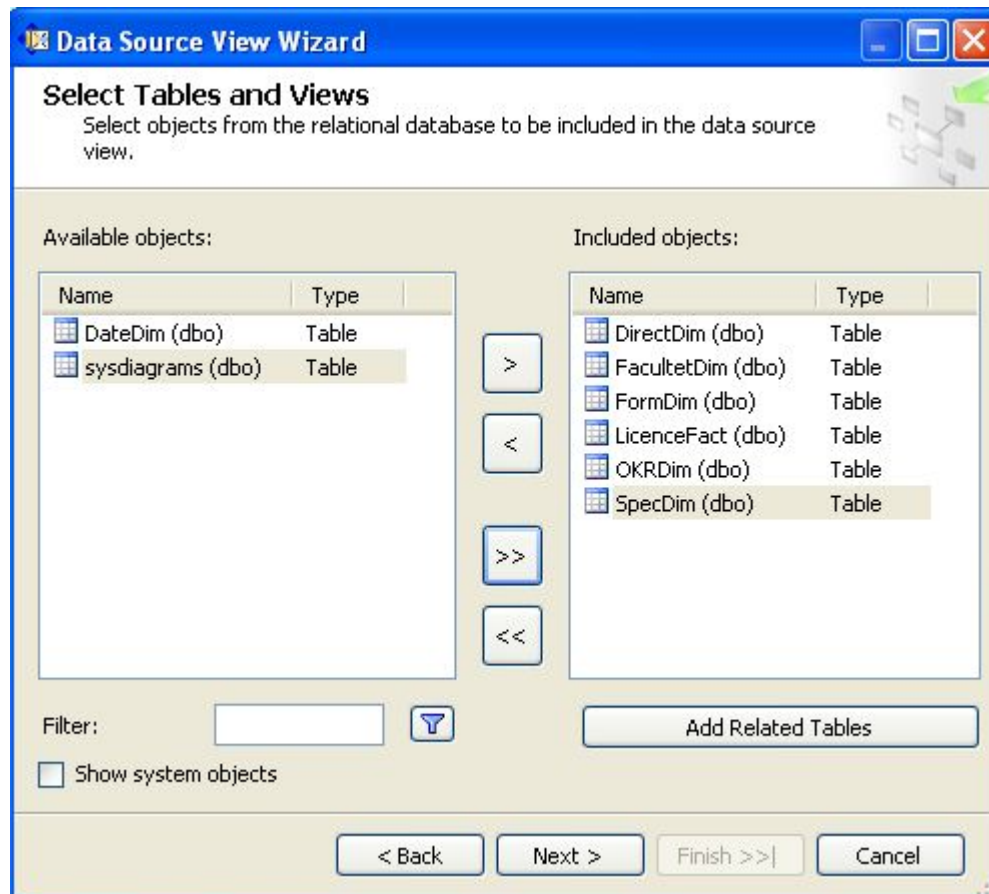 Data Source View Wizard
Select Tables and Views
Select objects from the relational database to be included in the data source
view.
Available objects:
Name Type
DateDim (dbo) Table
sysdiagrams (dbo) Table
>
<
>>
<<
Included objects:
Name Type
DirectDim (dbo) Table
FacultetDim (dbo) Table
FormDim (dbo) Table
LicenceFact (dbo) Table
OKRDim (dbo) Table
SpecDim (dbo) Table
Filter:
Add Related Tables
Show system objects
< Back Next > Finish >>| Cancel